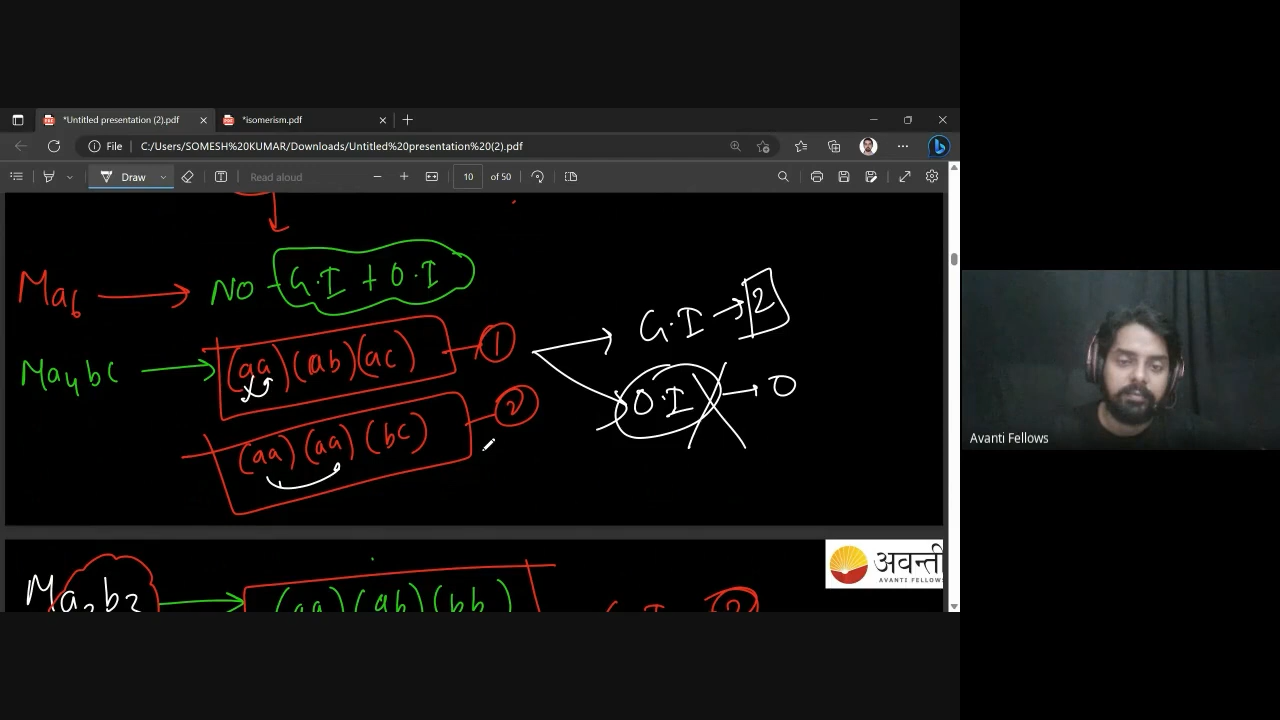 *Untitled presentation (2).pdf
*isomerism.pdf
File
C:/Users/SOMESH%20KUMAR/Downloads/Untitled%20presentation%20(2).pdf
Draw
Read aloud
10 of 50
Ma6 → NO G.I + O.I
Ma4bc → (aa)(ab)(ac) - 1
(aa)(aa)(bc) - 2
G.I → 2
O.I → 0
Avanti Fellows
अवन्ती
AVANTI FELLOWS
(aa)(ab)(bb)